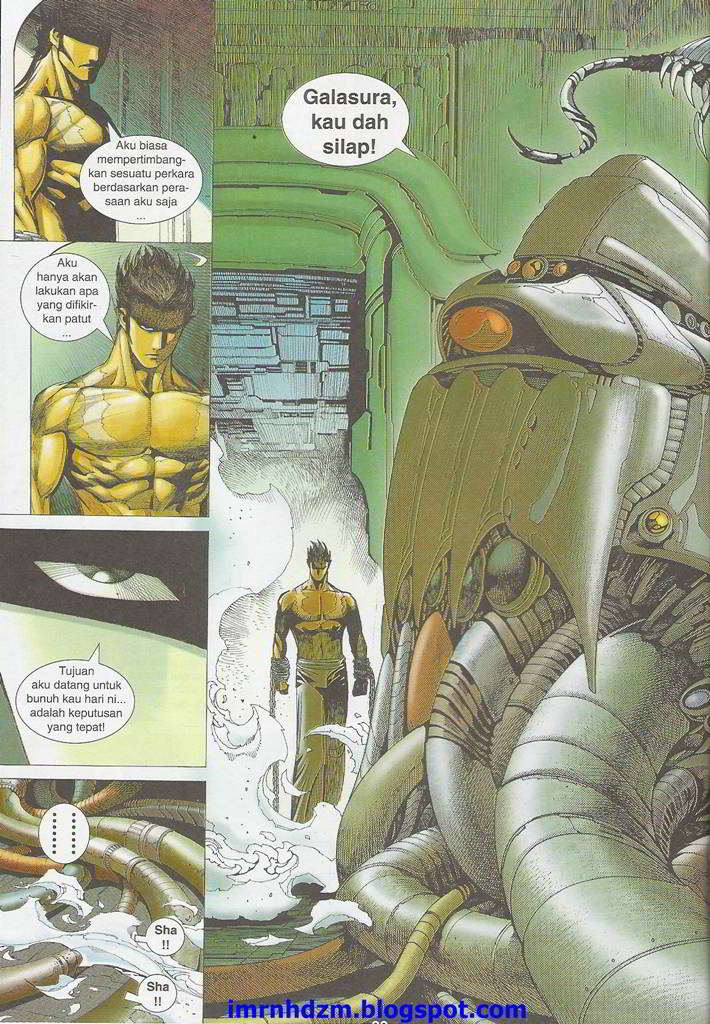 Aku biasa
mempertimbang-
kan sesuatu perkara
berdasarkan pera-
saan aku saja
...
Aku
hanya akan
lakukan apa
yang difikir-
kan patut
...
Tujuan
aku datang untuk
bunuh kau hari ni...
adalah keputusan
yang tepat!
Sha
!!
Sha
!!
Galasura,
kau dah
silap!
imrnhdzm.blogspot.com